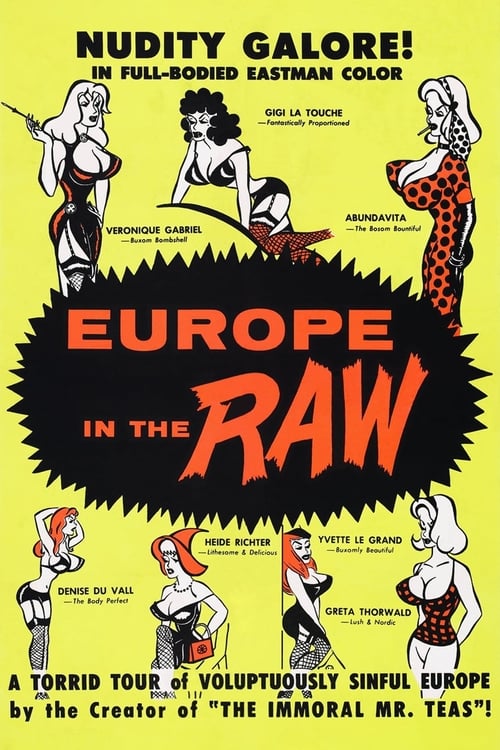 NUDITY GALORE!
IN FULL-BODIED EASTMAN COLOR
GIGI LA TOUCHE
—Fantastically Proportioned
VERONIQUE GABRIEL
—Buxom Bombshell
ABUNDAVITA
—The Bosom Bountiful
EUROPE
IN THE RAW
DENISE DU VALL
—The Body Perfect
HEIDE RICHTER
—Lithesome & Delicious
YVETTE LE GRAND
—Buxomly Beautiful
GRETA THORWALD
—Lush & Nordic
A TORRID TOUR of VOLUPTUOUSLY SINFUL EUROPE
by the Creator of "THE IMMORAL MR. TEAS"!